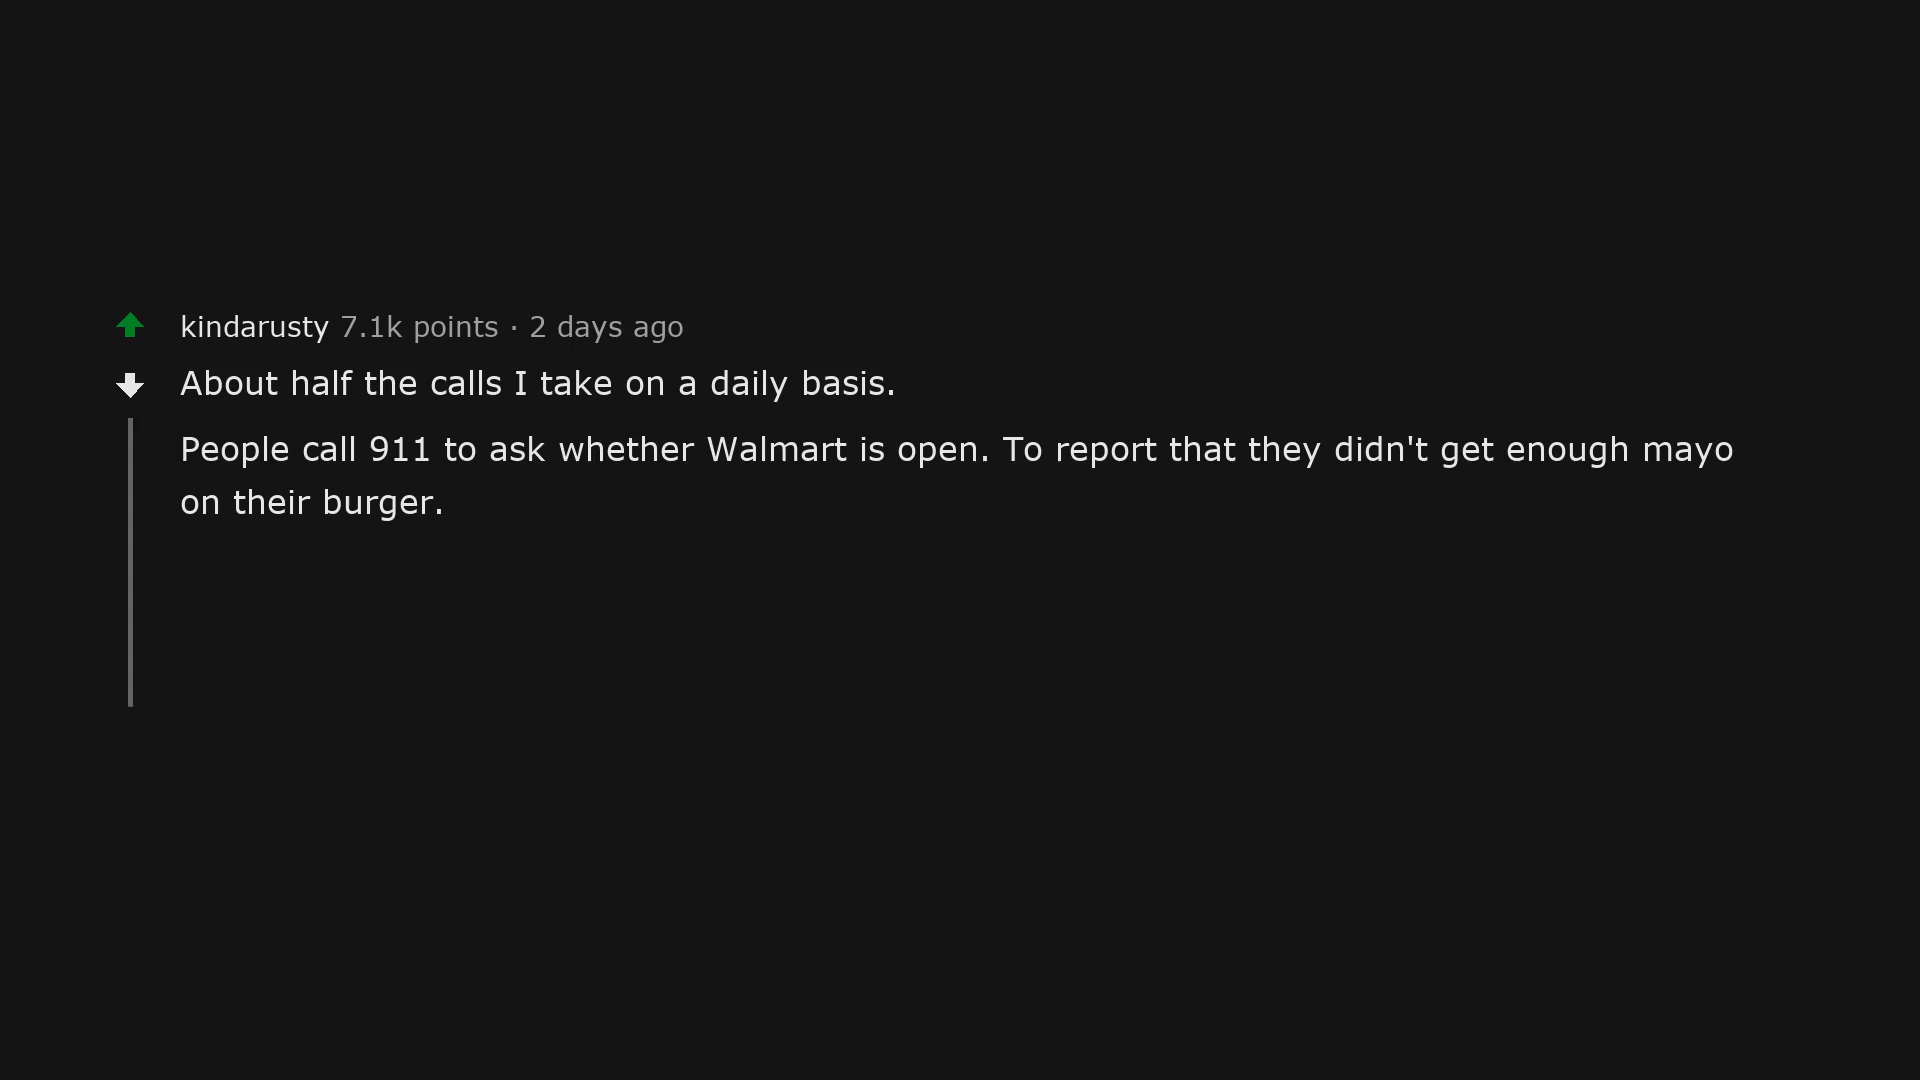 kindarusty 7.1k points · 2 days ago
About half the calls I take on a daily basis.
People call 911 to ask whether Walmart is open. To report that they didn't get enough mayo
on their burger.